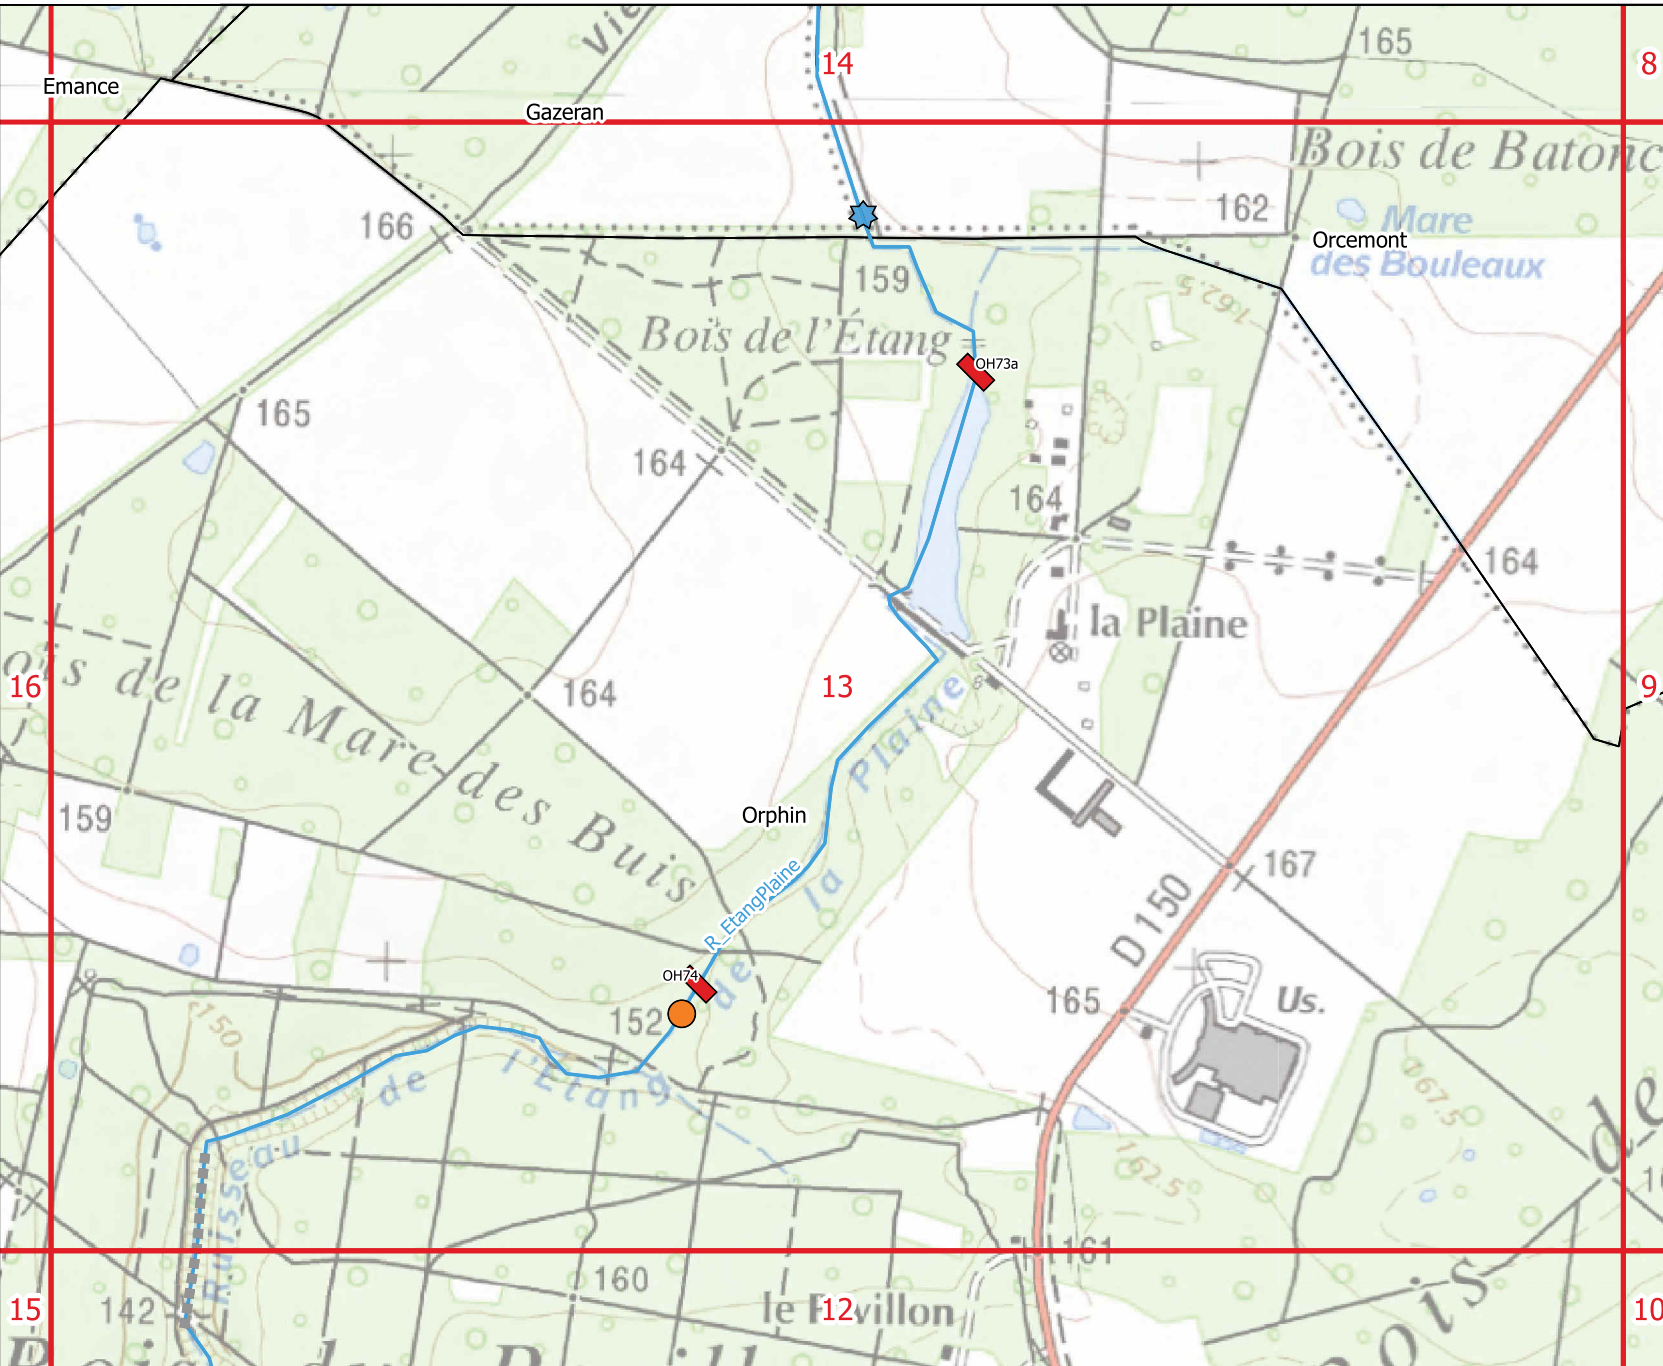 Vie
14
165
8
Emance
Gazeran
Bois de Batonc
166
162
Mare
des Bouleaux
Orcemont
159
162.5
Bois de l'Étang
OH73a
165
164
164
164
la Plaine
16
ois de la Mare des Buis
164
13
9
Plaine
159
Orphin
167
R_EtangPlaine
la
D 150
OH74
de
152
165
Us.
150
l'Etang
de
Ruisseau
167.5
162.5
de
161
160
142
15
le Pavillon
12
ois
10